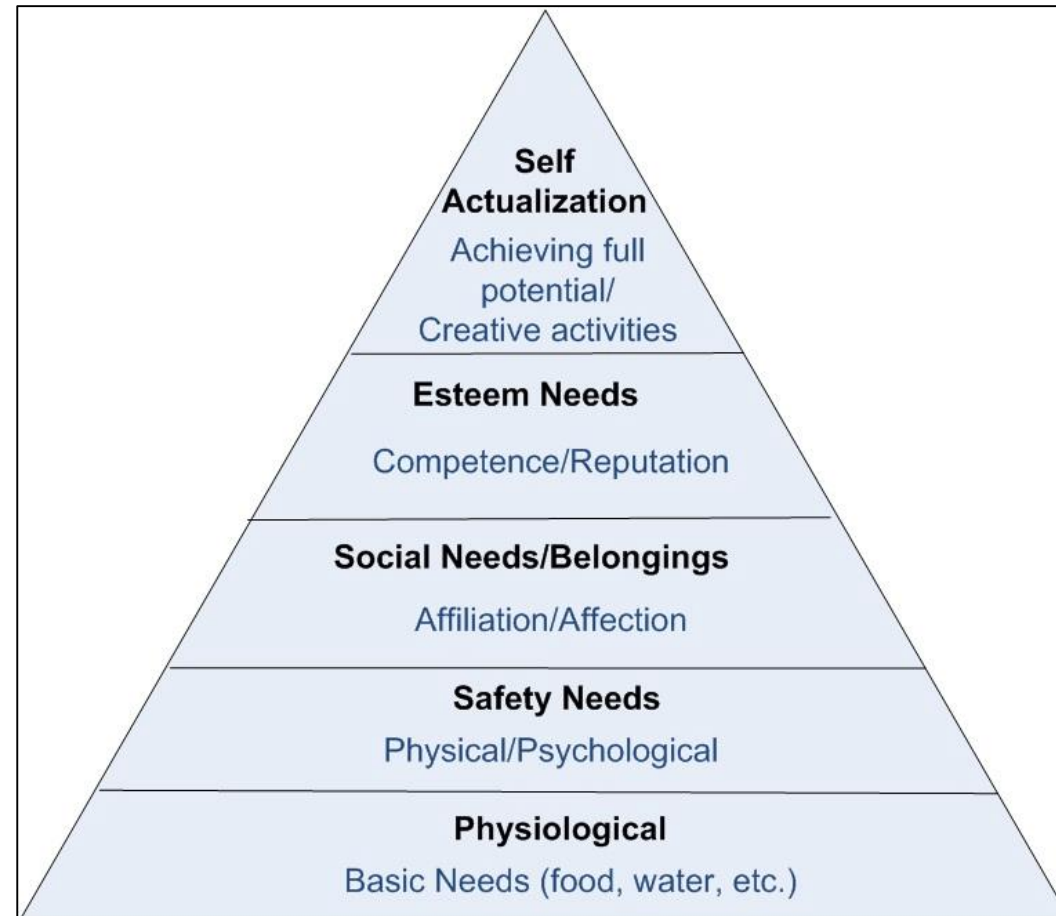 Self
Actualization
Achieving full
potential/
Creative activities
Esteem Needs
Competence/Reputation
Social Needs/Belongings
Affiliation/Affection
Safety Needs
Physical/Psychological
Physiological
Basic Needs (food, water, etc.)